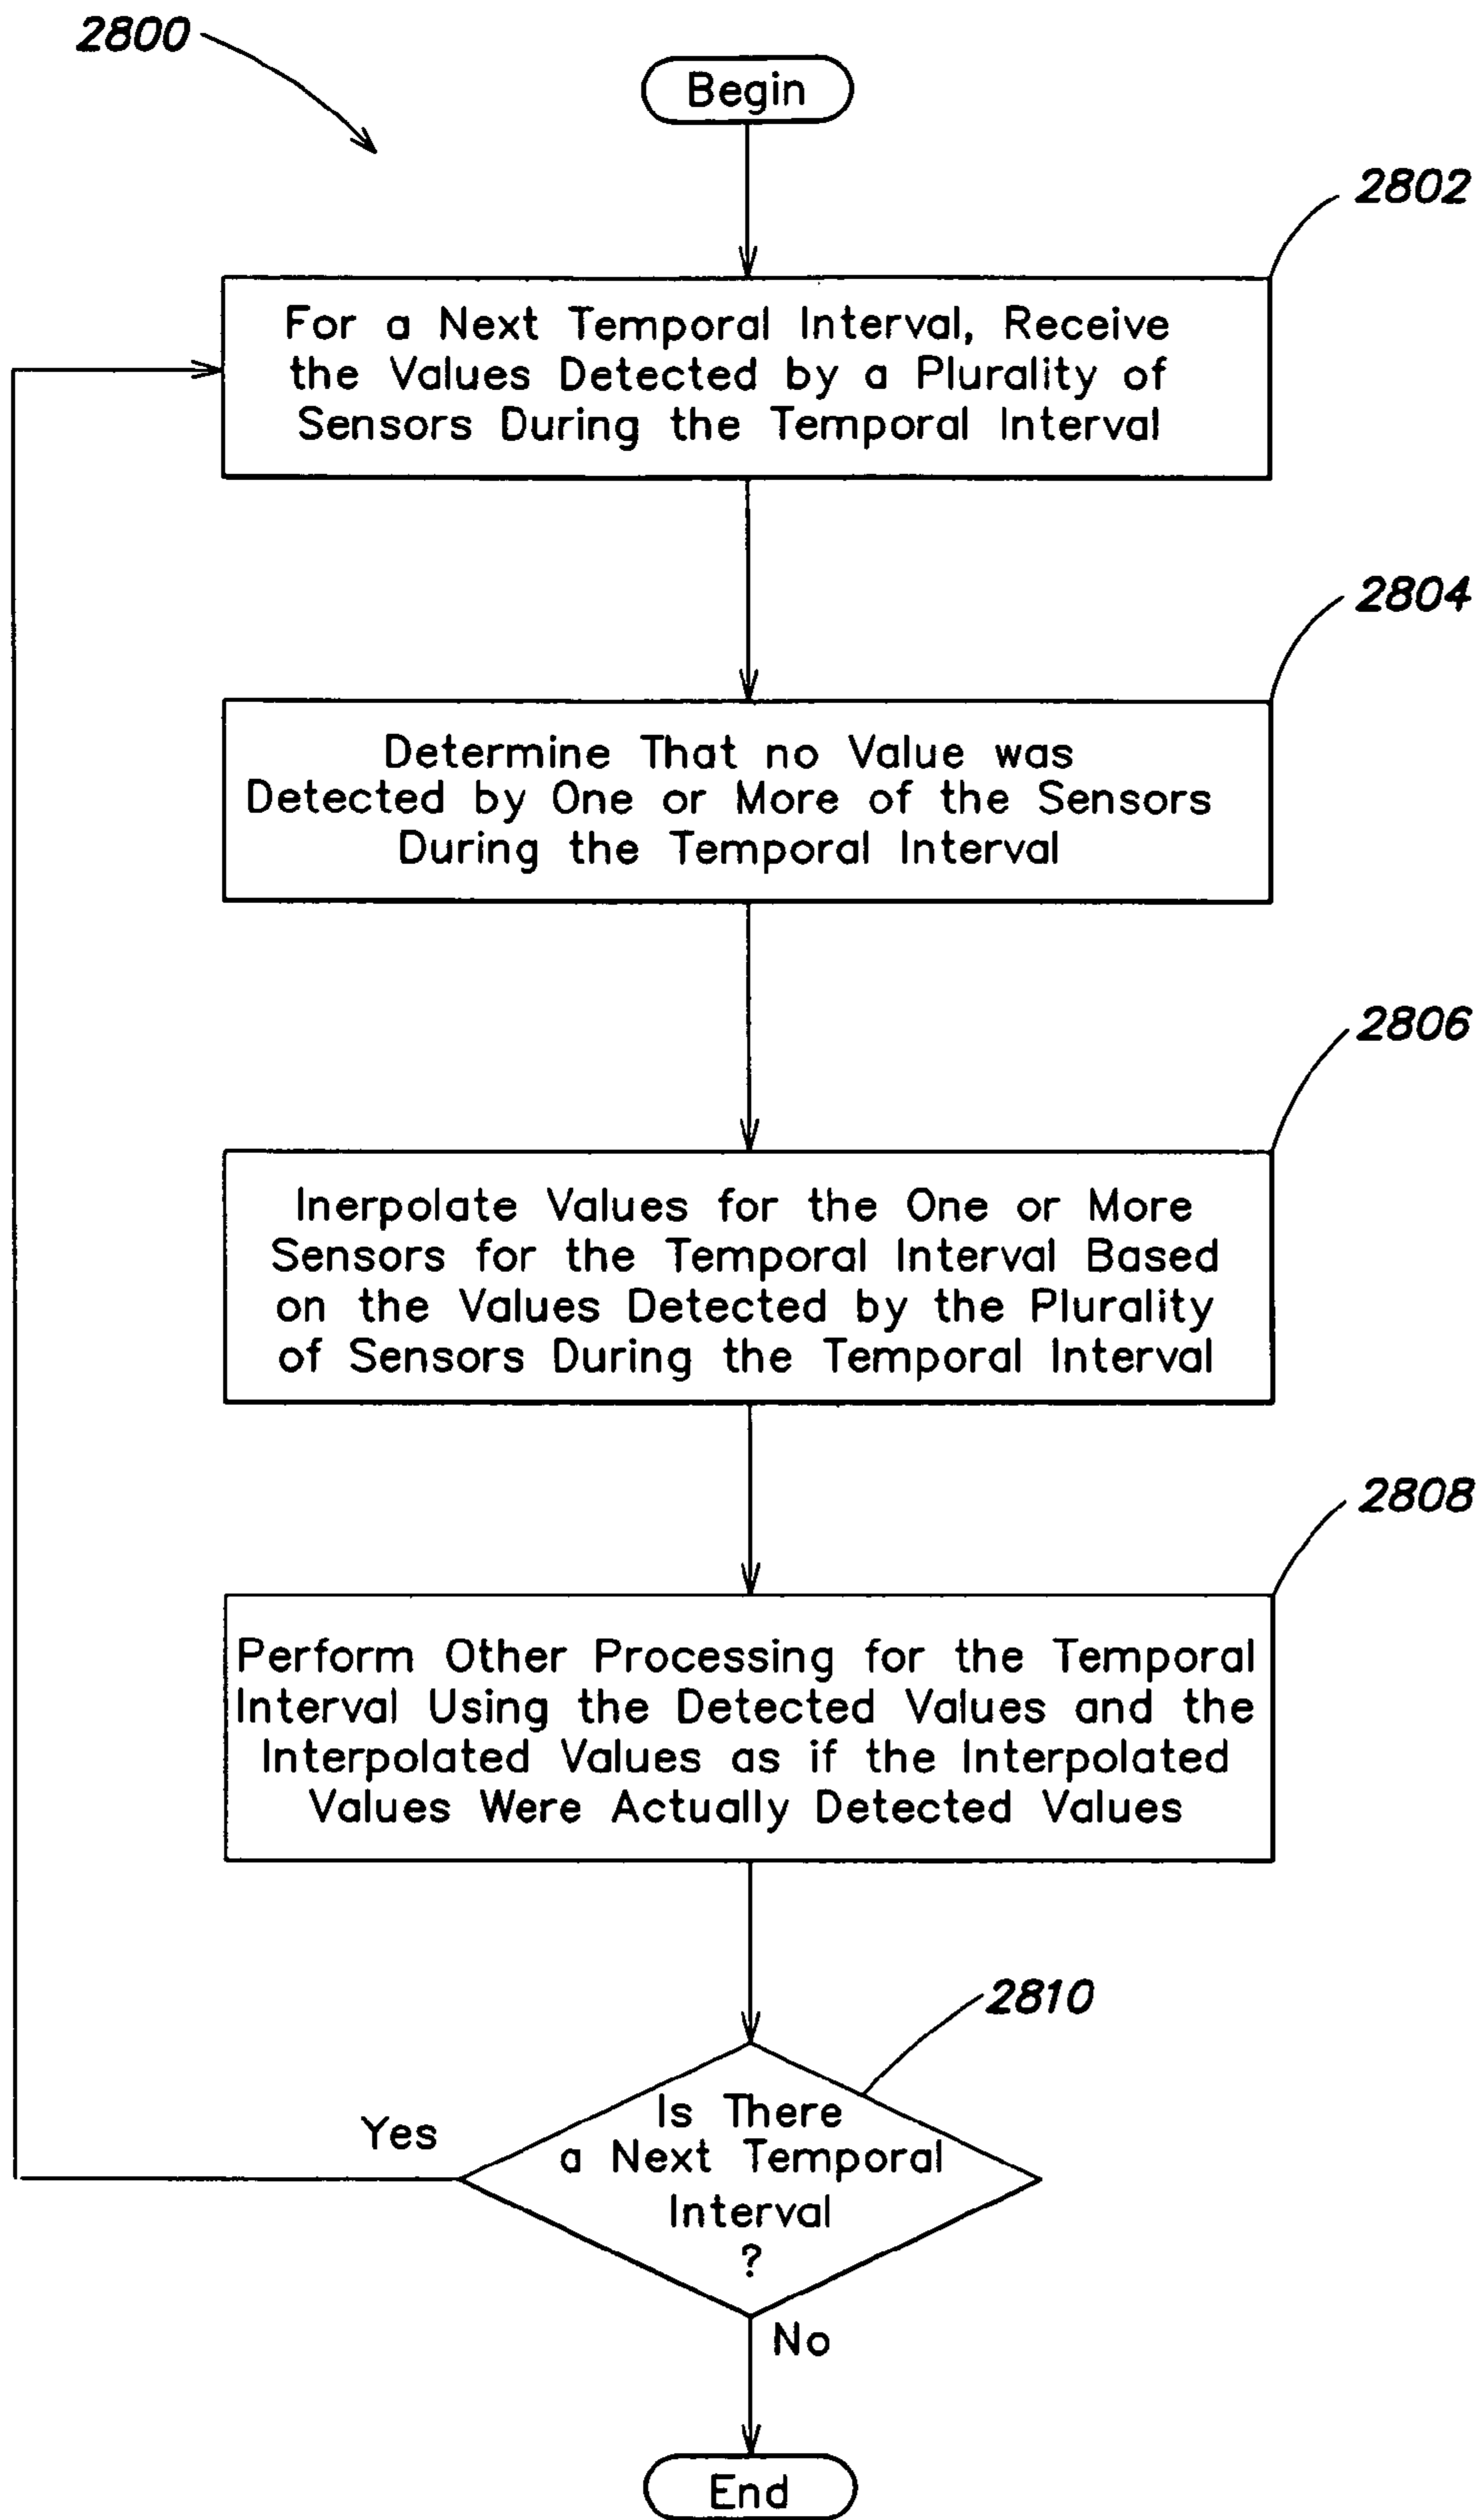 2800
Begin
2802
For a Next Temporal Interval, Receive
the Values Detected by a Plurality of
Sensors During the Temporal Interval
2804
Determine That no Value was
Detected by One or More of the Sensors
During the Temporal Interval
2806
Inerpolate Values for the One or More
Sensors for the Temporal Interval Based
on the Values Detected by the Plurality
of Sensors During the Temporal Interval
2808
Perform Other Processing for the Temporal
Interval Using the Detected Values and the
Interpolated Values as if the Interpolated
Values Were Actually Detected Values
2810
Is There
a Next Temporal
Interval
?
Yes
No
End